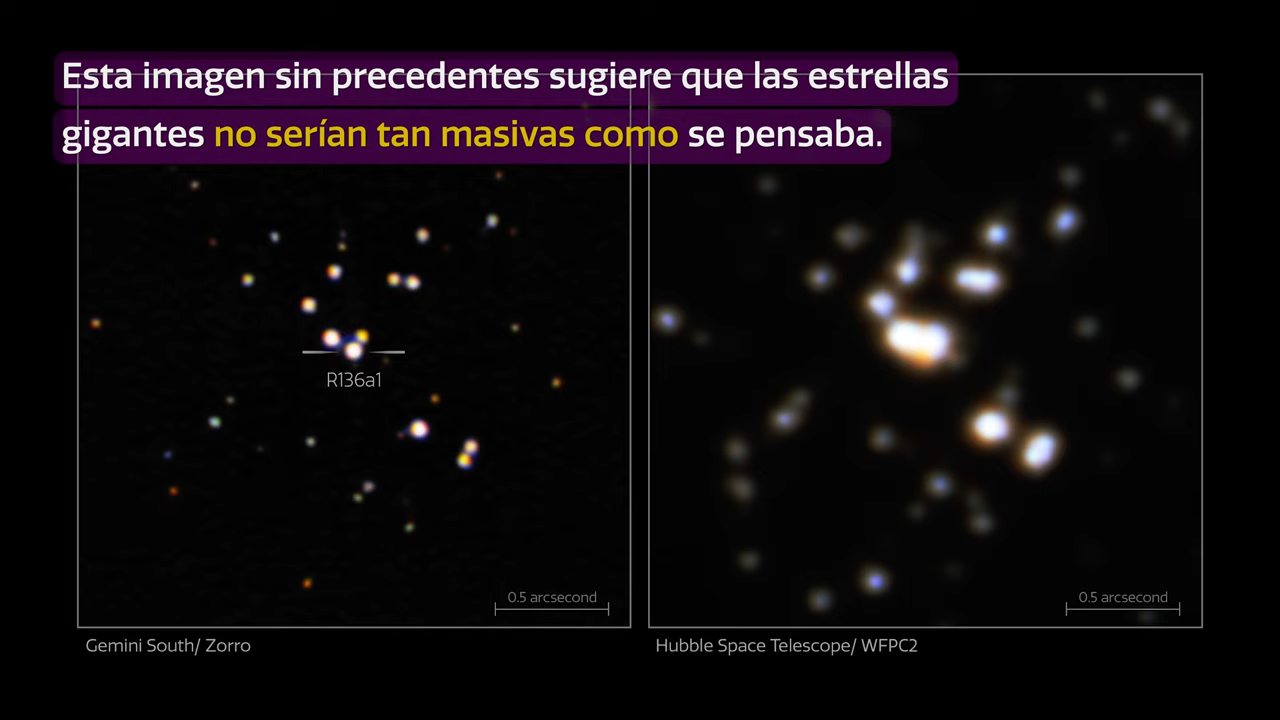 Esta imagen sin precedentes sugiere que las estrellas
gigantes no serían tan masivas como se pensaba.
R136a1
0.5 arcsecond
0.5 arcsecond
Gemini South/ Zorro
Hubble Space Telescope/ WFPC2